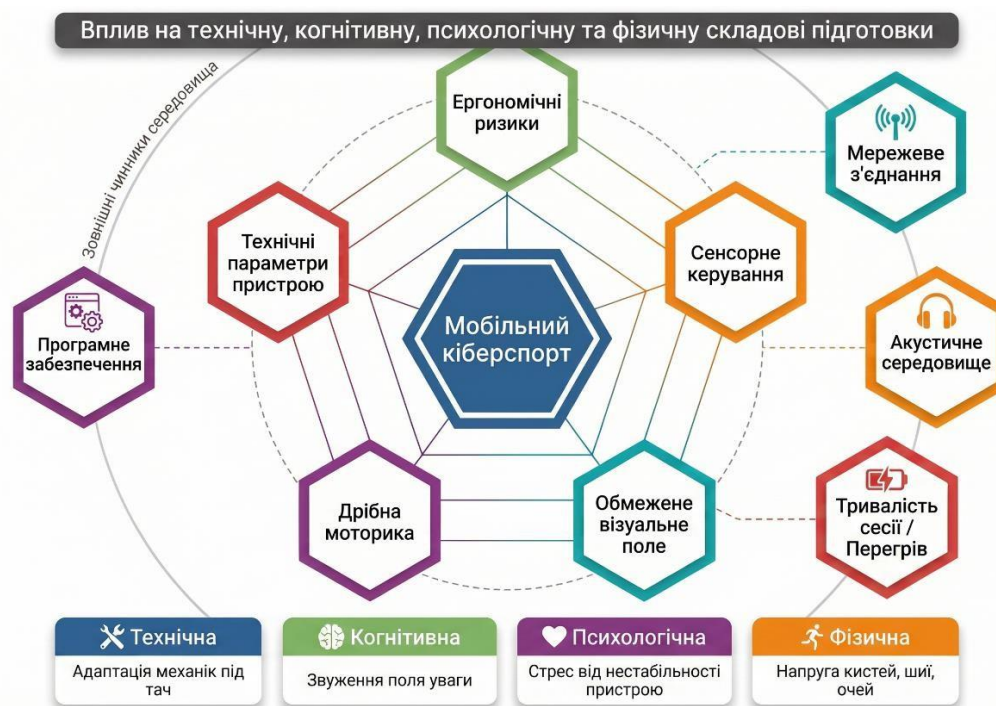 Вплив на технічну, когнітивну, психологічну та фізичну складові підготовки
Зовнішні чинники середовища
Ергономічні
ризики
Мережеве
з'єднання
Технічні
параметри
пристрою
Сенсорне
керування
Програмне
забезпечення
Мобільний
кіберспорт
Акустичне
середовище
Дрібна
моторика
Обмежене
візуальне
поле
Тривалість
сесії /
Перегрів
Технічна
Адаптація механік під
тач
Когнітивна
Звуження поля уваги
Психологічна
Стрес від нестабільності
пристрою
Фізична
Напруга кистей, шиї,
очей